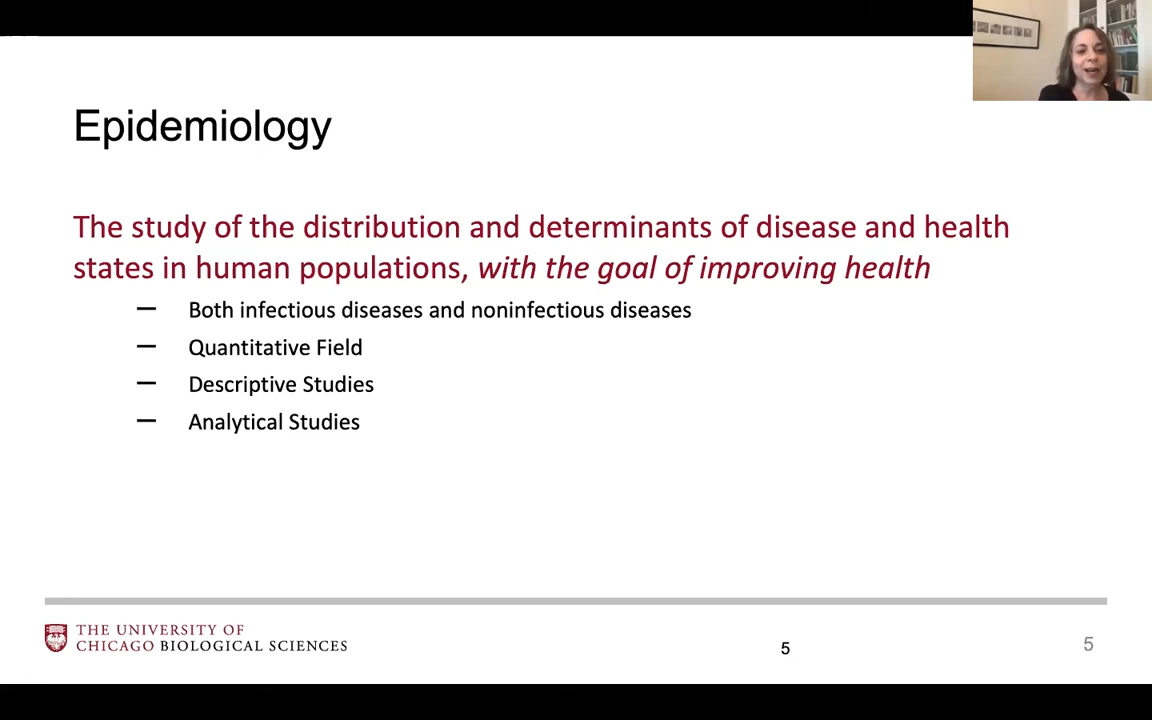 Epidemiology
The study of the distribution and determinants of disease and health
states in human populations, with the goal of improving health
— Both infectious diseases and noninfectious diseases
— Quantitative Field
— Descriptive Studies
— Analytical Studies
THE UNIVERSITY OF
CHICAGO BIOLOGICAL SCIENCES
5
5